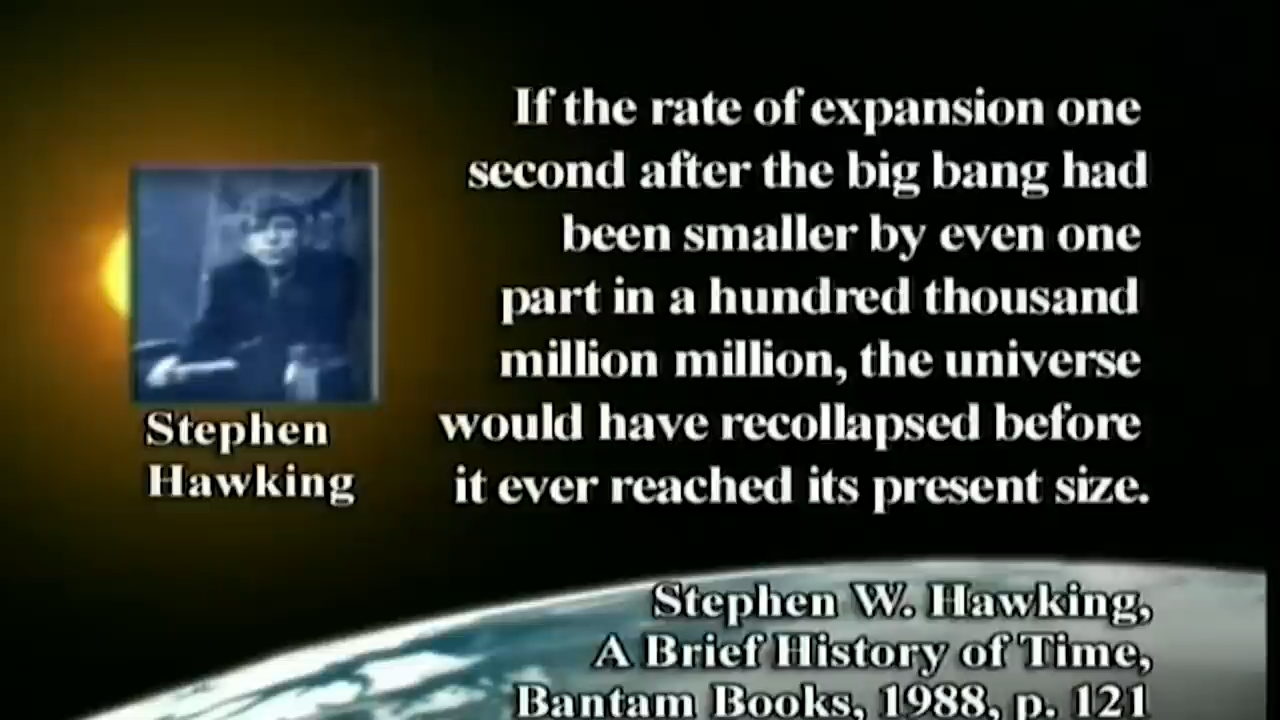 If the rate of expansion one
second after the big bang had
been smaller by even one
part in a hundred thousand
million million, the universe
would have recollapsed before
it ever reached its present size.
Stephen
Hawking
Stephen W. Hawking,
A Brief History of Time,
Bantam Books, 1988, p. 121